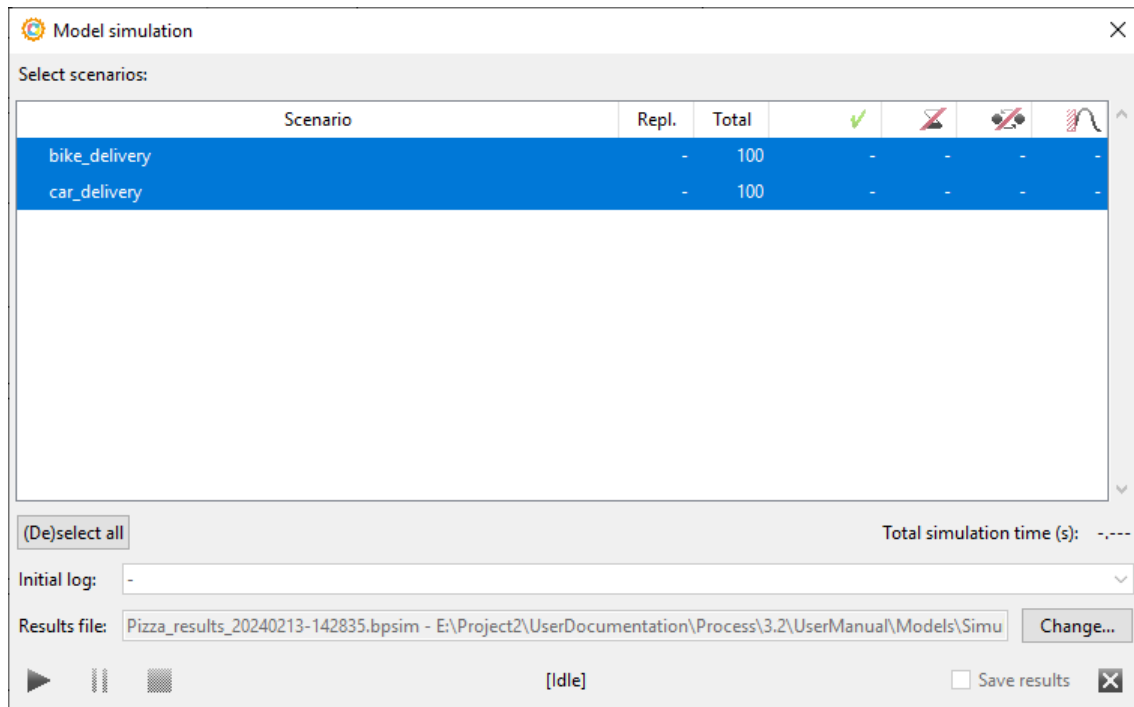 Model simulation
Select scenarios:
Scenario Repl. Total
bike_delivery - 100 - - - -
car_delivery - 100 - - - -
(De)select all Total simulation time (s): -.---
Initial log: -
Results file: Pizza_results_20240213-142835.bpsim - E:\Project2\UserDocumentation\Process\3.2\UserManual\Models\Simu Change...
[Idle] Save results